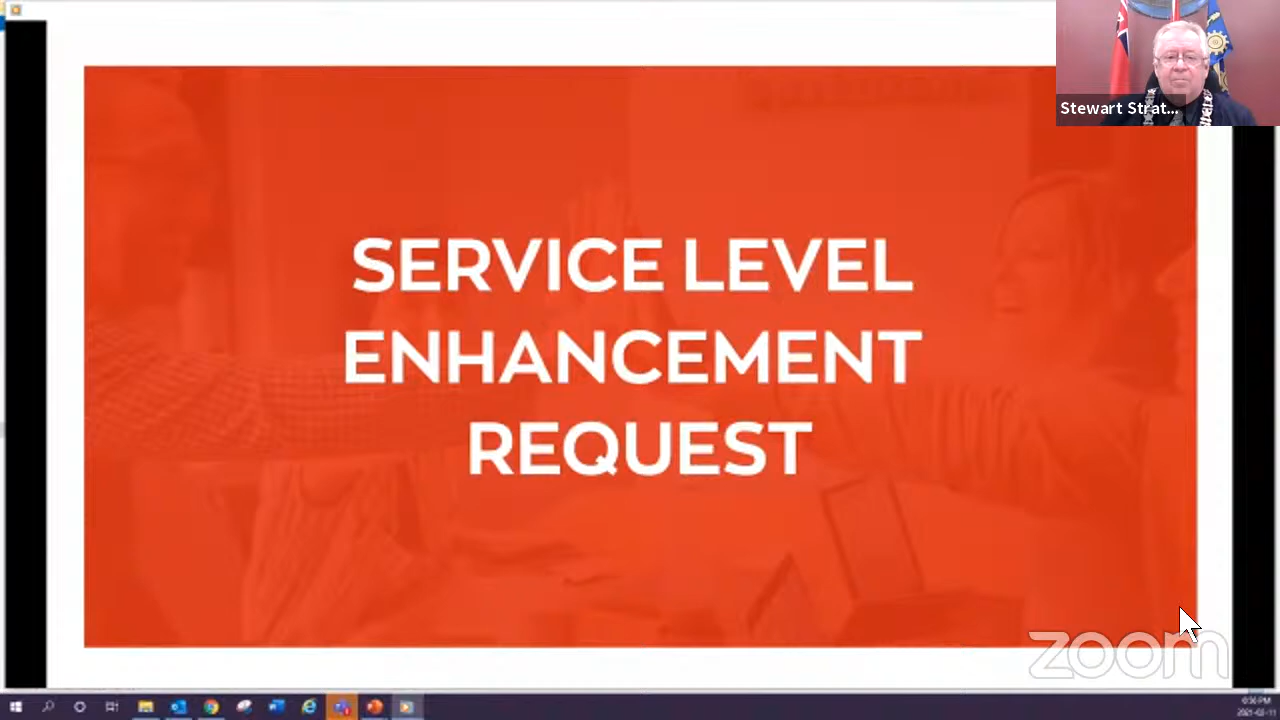 Stewart Strat...
SERVICE LEVEL
ENHANCEMENT
REQUEST
zoom